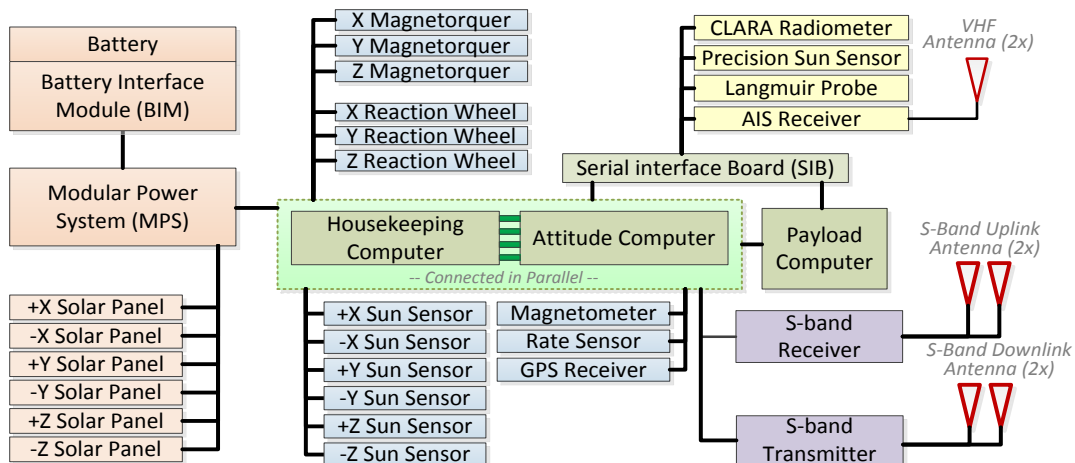 Battery
Battery Interface
Module (BIM)
Modular Power
System (MPS)
+X Solar Panel
-X Solar Panel
+Y Solar Panel
-Y Solar Panel
+Z Solar Panel
-Z Solar Panel
X Magnetorquer
Y Magnetorquer
Z Magnetorquer
X Reaction Wheel
Y Reaction Wheel
Z Reaction Wheel
Housekeeping
Computer
Attitude Computer
-- Connected in Parallel --
+X Sun Sensor
-X Sun Sensor
+Y Sun Sensor
-Y Sun Sensor
+Z Sun Sensor
-Z Sun Sensor
Magnetometer
Rate Sensor
GPS Receiver
CLARA Radiometer
Precision Sun Sensor
Langmuir Probe
AIS Receiver
VHF
Antenna (2x)
Serial interface Board (SIB)
Payload
Computer
S-Band Uplink
Antenna (2x)
S-band
Receiver
S-Band Downlink
Antenna (2x)
S-band
Transmitter